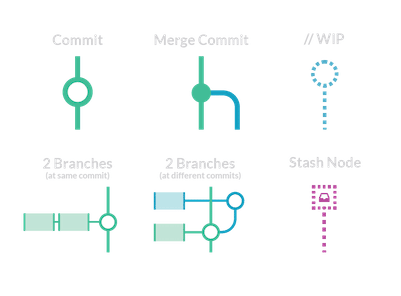 Commit
Merge Commit
// WIP
2 Branches
(at same commit)
2 Branches
(at different commits)
Stash Node